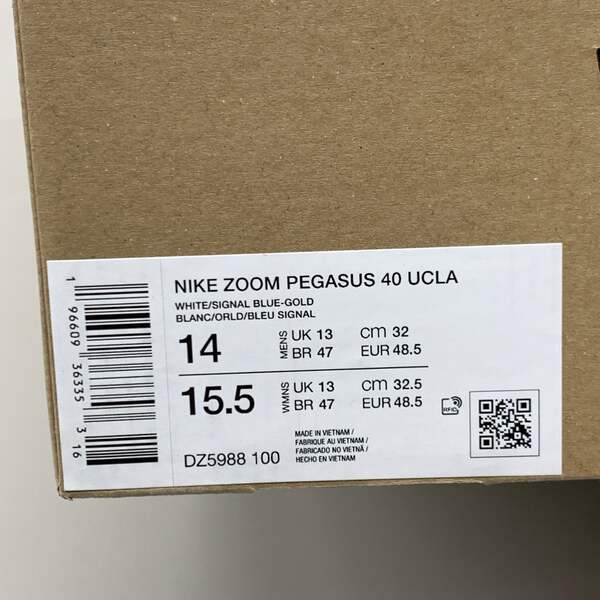 NIKE ZOOM PEGASUS 40 UCLA
WHITE/SIGNAL BLUE-GOLD
BLANC/ORLD/BLEU SIGNAL
14 MENS UK 13 cm 32
BR 47 EUR 48.5
15.5 WMNS UK 13 cm 32.5
BR 47 EUR 48.5
RFID
DZ5988 100
MADE IN VIETNAM/
FABRIQUE AU VIETNAM/
FABRICADO NO VIETNÃ/
HECHO EN VIETNAM
1 96609 36335 3 16